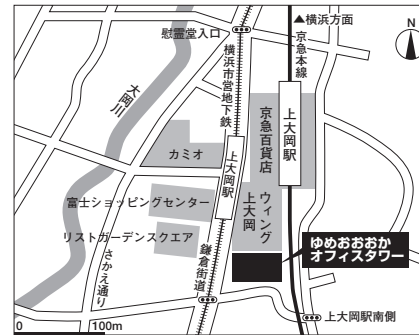 ▲横浜方面
N
慰霊堂入口
横浜市営地下鉄
京急本線
大岡川
京急百貨店
上大岡駅
カミオ
上大岡駅
富士ショッピングセンター
ウィング上大岡
リストガーデンスクエア
ゆめおおおか
オフィスタワー
さかえ通り
鎌倉街道
上大岡駅南側
0 100m